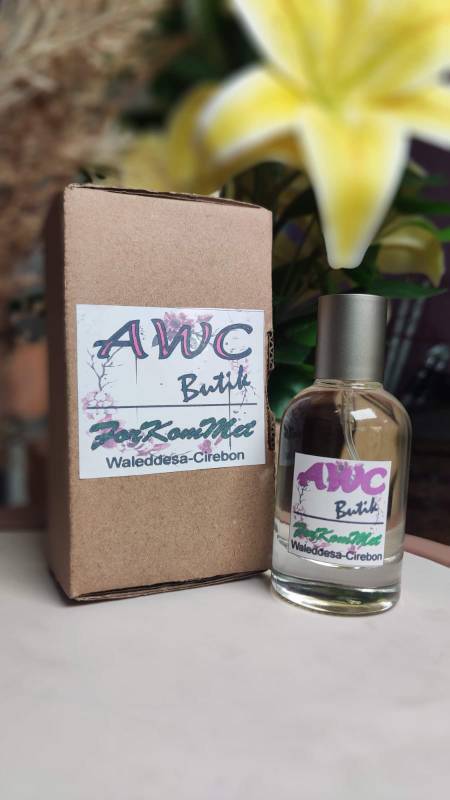 AWC
Butik
ForKomMet
Waleddesa-Cirebon
AWC
Butik
ForKomMet
Waleddesa-Cirebon